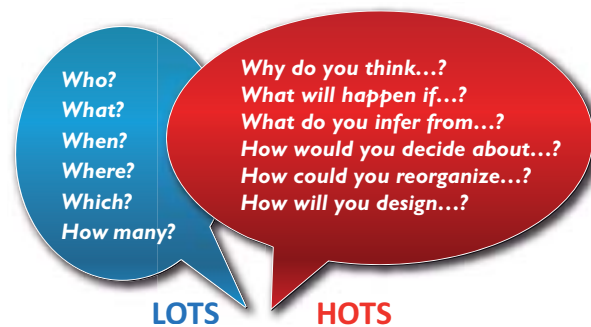 Who?
What?
When?
Where?
Which?
How many?
Why do you think...?
What will happen if...?
What do you infer from...?
How would you decide about...?
How could you reorganize...?
How will you design...?
LOTS
HOTS